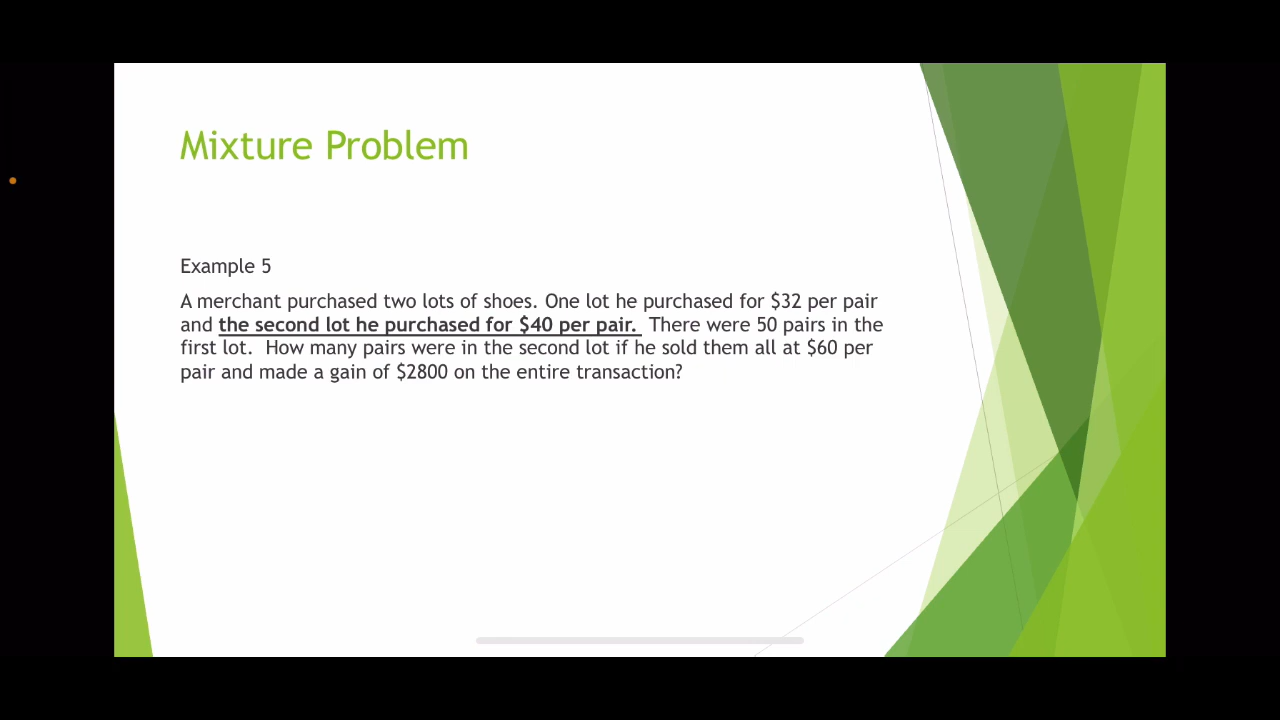 Mixture Problem
Example 5
A merchant purchased two lots of shoes. One lot he purchased for $32 per pair
and the second lot he purchased for $40 per pair. There were 50 pairs in the
first lot. How many pairs were in the second lot if he sold them all at $60 per
pair and made a gain of $2800 on the entire transaction?